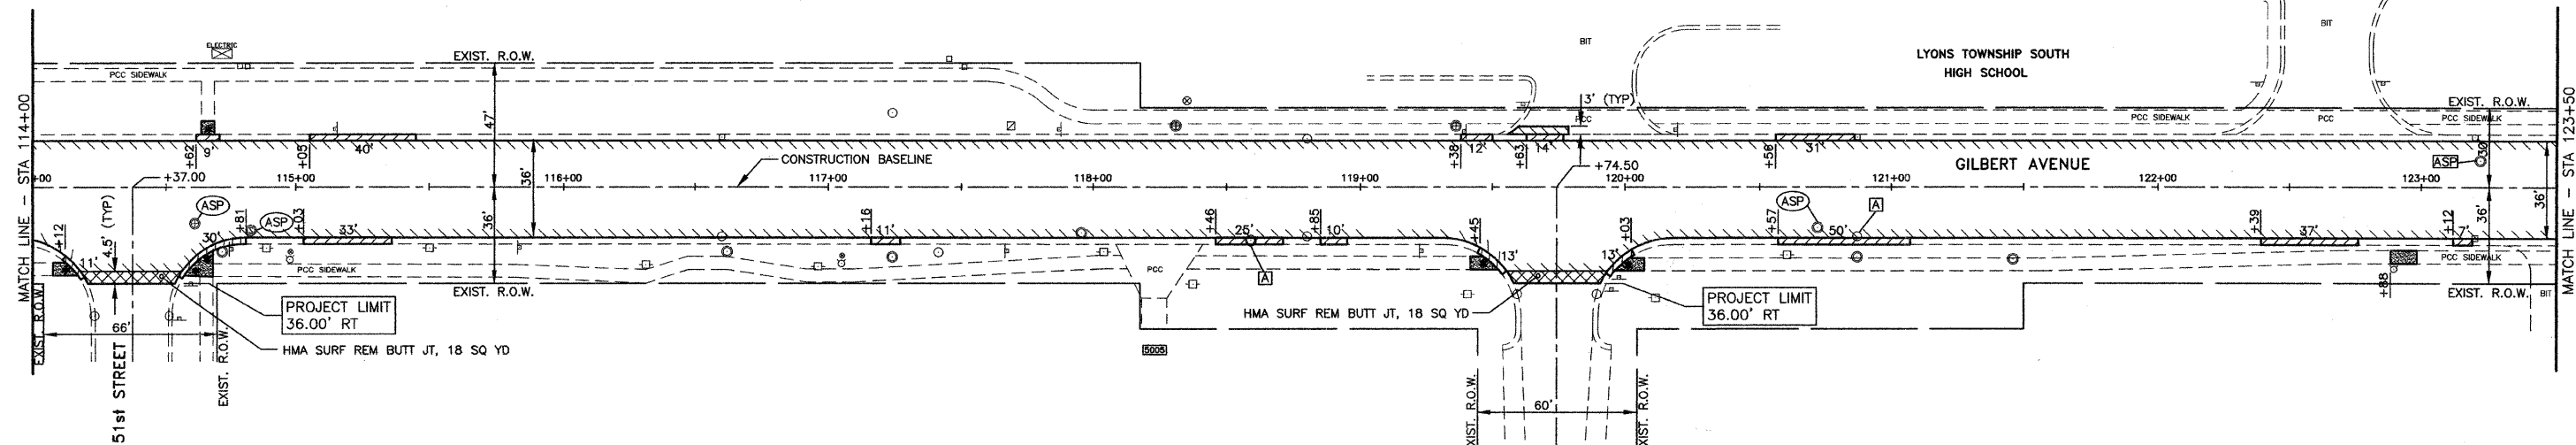 MATCH LINE - STA 114+00
ELECTRIC
PCC SIDEWALK
EXIST. R.O.W.
47'
BIT
LYONS TOWNSHIP SOUTH
HIGH SCHOOL
BIT
3' (TYP)
PCC
PCC SIDEWALK
PCC
EXIST. R.O.W.
PCC SIDEWALK
30'
+62
9'
+05
40'
36'
CONSTRUCTION BASELINE
+38
12'
+63
14'
+74.50
+56
31'
GILBERT AVENUE
ASP
MATCH LINE - STA 123+50
+00
+37.00
115+00
116+00
117+00
118+00
119+00
120+00
121+00
122+00
123+00
36'
36'
+12
4.5' (TYP)
ASP
30'
+81
ASP
+03
33'
36'
+16
11'
+46
25'
+85
10'
+45
13'
13'
+03
+57
ASP
50'
A
+39
37'
+12
7'
11'
PCC SIDEWALK
PCC
A
PCC SIDEWALK
EXIST. R.O.W.
+88
EXIST. R.O.W.
BIT
EXIST. R.O.W.
66'
PROJECT LIMIT
36.00' RT
HMA SURF REM BUTT JT, 18 SQ YD
EXIST. R.O.W.
51st STREET
HMA SURF REM BUTT JT, 18 SQ YD
PROJECT LIMIT
36.00' RT
5005
EXIST. R.O.W.
60'
EXIST. R.O.W.